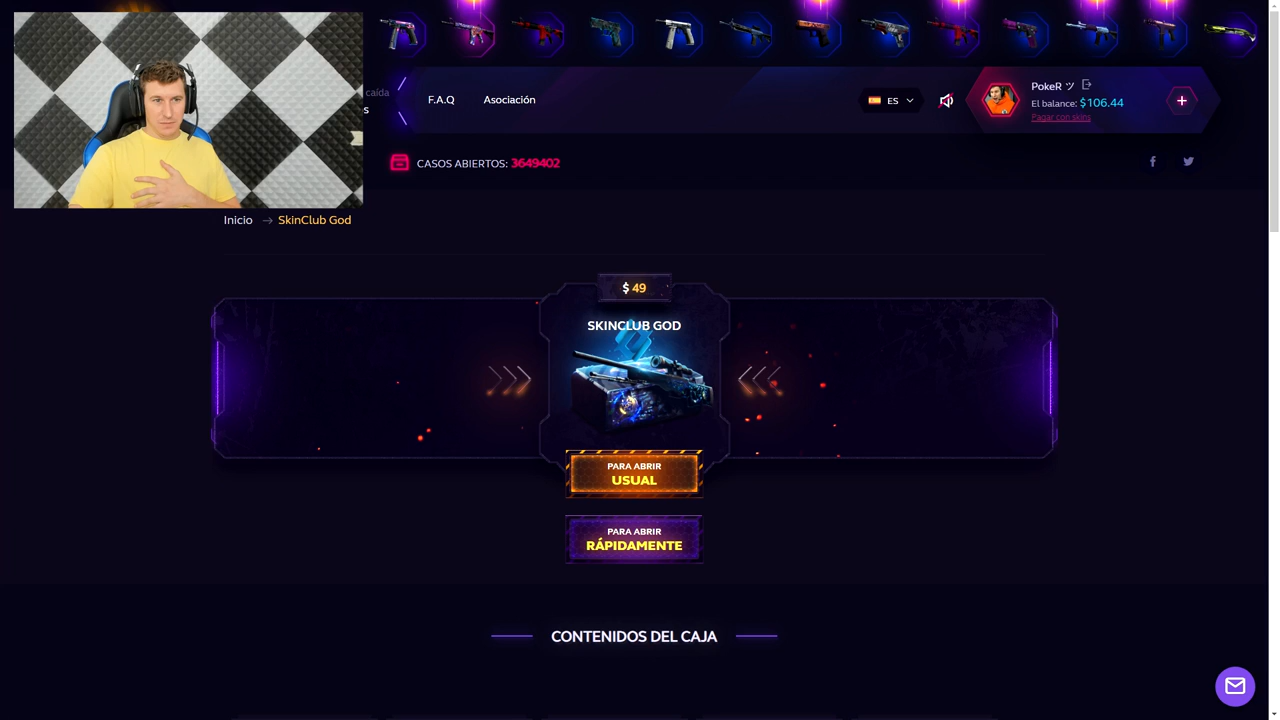 caída
s
F.A.Q
Asociación
ES
PokeR ツ
El balance: $106.44
Pagar con skins
CASOS ABIERTOS: 3649402
Inicio → SkinClub God
$ 49
SKINCLUB GOD
PARA ABRIR
USUAL
PARA ABRIR
RÁPIDAMENTE
CONTENIDOS DEL CAJA